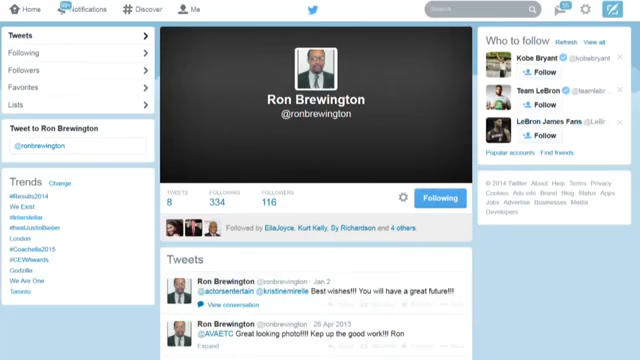 Home
99+
Notifications
# Discover
Me
Search
55
Tweets
Following
Followers
Favorites
Lists
Tweet to Ron Brewington
@ronbrewington
Trends Change
#Results2014
We Exist
#Interstellar
#healJustinBieber
London
#Coachella2015
#CEWAwards
Godzilla
We Are One
Toronto
Ron Brewington
@ronbrewington
TWEETS
8
FOLLOWING
334
FOLLOWERS
116
Following
Followed by EllaJoyce, Kurt Kelly, Sy Richardson and 4 others.
Tweets
Ron Brewington @ronbrewington · Jan 2
@actorsentertain @kristinemirelle Best wishes!!! You will have a great future!!!
View conversation
Ron Brewington @ronbrewington · 26 Apr 2013
@AVAETC Great looking photo!!!! Kep up the good work!!! Ron
Expand
Who to follow Refresh · View all
Kobe Bryant @kobebryant
Follow
Team LeBron @teamlebr...
Follow
LeBron James Fans @LeBr
Follow
Popular accounts · Find friends
© 2014 Twitter About Help Terms Privacy
Cookies Ads info Brand Blog Status Apps
Jobs Advertise Businesses Media
Developers